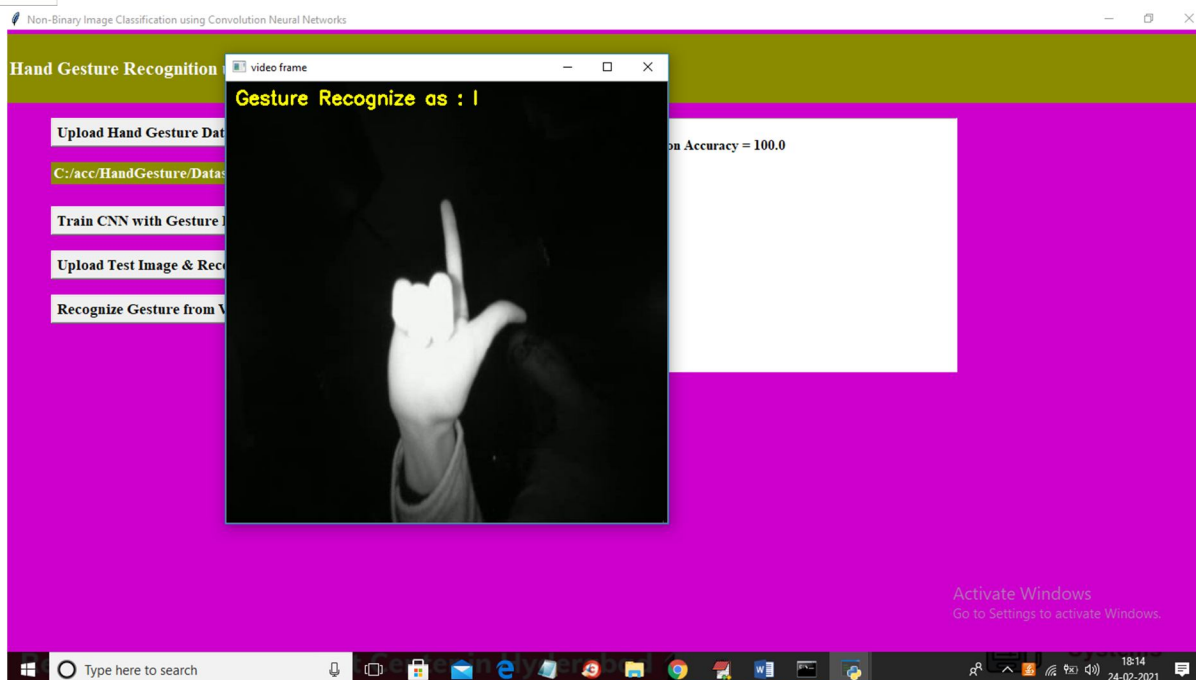 Non-Binary Image Classification using Convolution Neural Networks
Hand Gesture Recognition
video frame
Gesture Recognize as : l
Upload Hand Gesture Dat
on Accuracy = 100.0
C:/acc/HandGesture/Datas
Train CNN with Gesture
Upload Test Image & Rec
Recognize Gesture from V
Activate Windows
Go to Settings to activate Windows.
Type here to search
18:14
24-02-2021